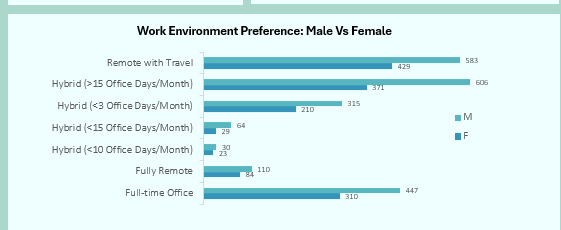 Work Environment Preference: Male Vs Female
Remote with Travel 583
429
Hybrid (>15 Office Days/Month) 606
371
Hybrid (<3 Office Days/Month) 315
210
Hybrid (<15 Office Days/Month) 64
29
Hybrid (<10 Office Days/Month) 30
23
Fully Remote 110
84
Full-time Office 447
310
M
F